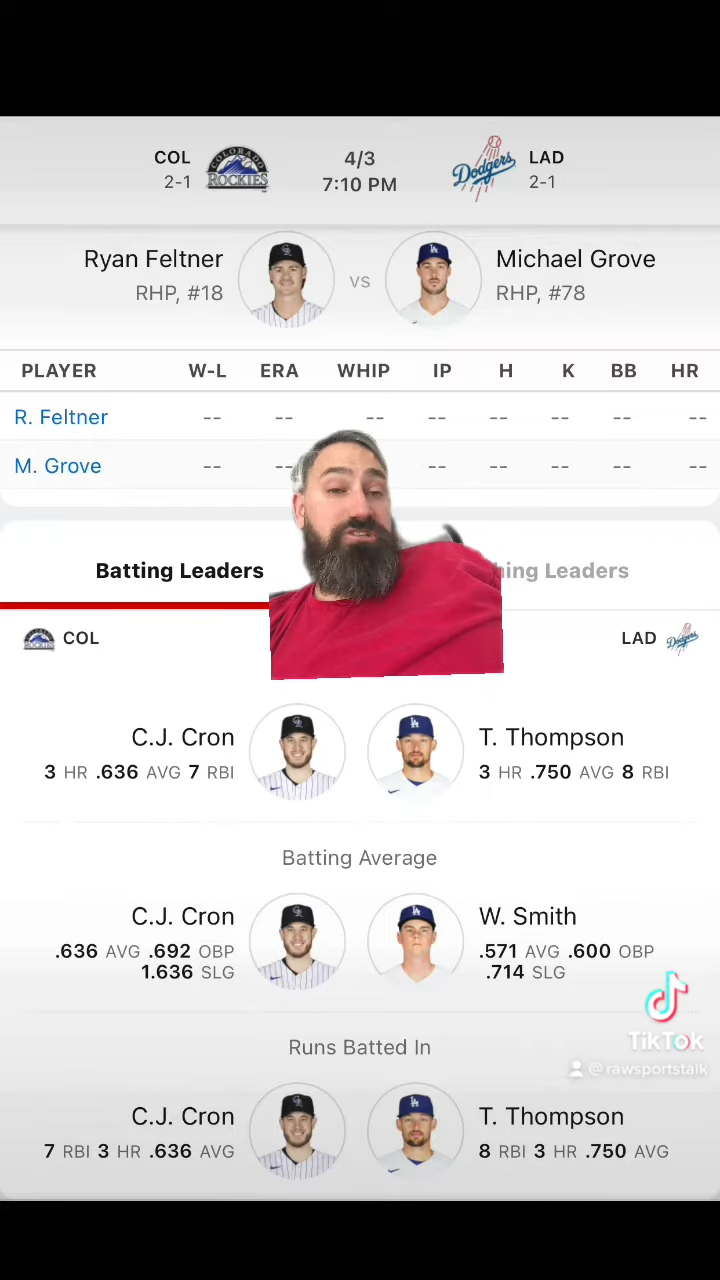 COL
2-1
COLORADO
ROCKIES
4/3
7:10 PM
Dodgers
LAD
2-1
Ryan Feltner
RHP, #18
VS
Michael Grove
RHP, #78
PLAYER W-L ERA WHIP IP H K BB HR
R. Feltner -- -- -- -- -- -- -- --
M. Grove -- -- -- -- -- -- --
Batting Leaders
hing Leaders
COL
LAD
Dodgers
C.J. Cron
3 HR .636 AVG 7 RBI
T. Thompson
3 HR .750 AVG 8 RBI
Batting Average
C.J. Cron
.636 AVG .692 OBP
1.636 SLG
W. Smith
.571 AVG .600 OBP
.714 SLG
TikTok
@rawsportstalk
Runs Batted In
C.J. Cron
7 RBI 3 HR .636 AVG
T. Thompson
8 RBI 3 HR .750 AVG